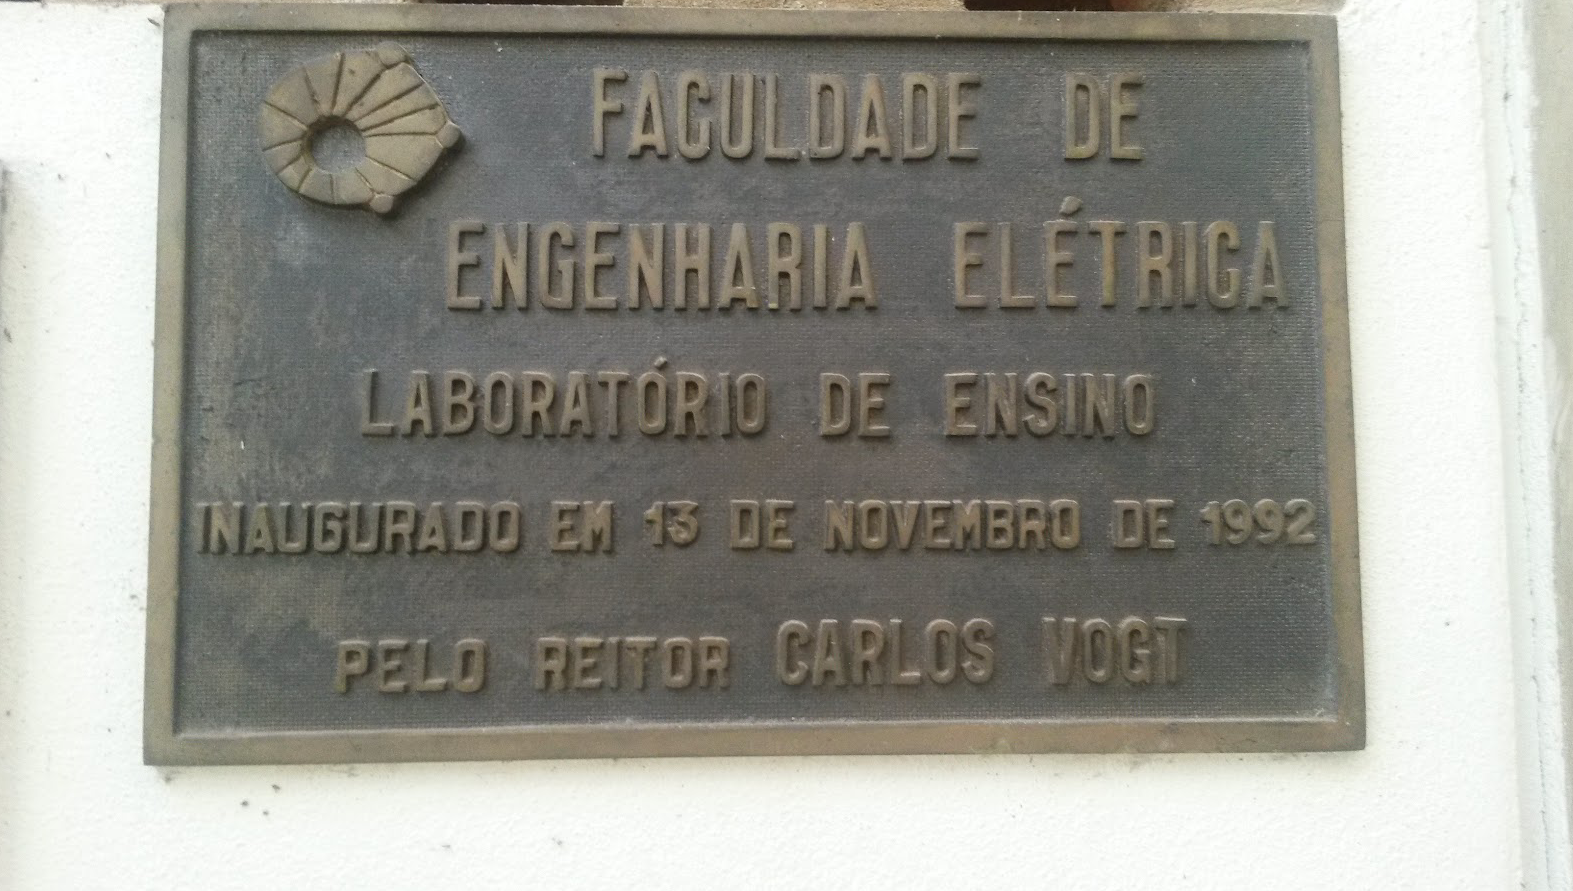 FACULDADE DE
ENGENHARIA ELÉTRICA
LABORATÓRIO DE ENSINO
INAUGURADO EM 13 DE NOVEMBRO DE 1992
PELO REITOR CARLOS VOGT